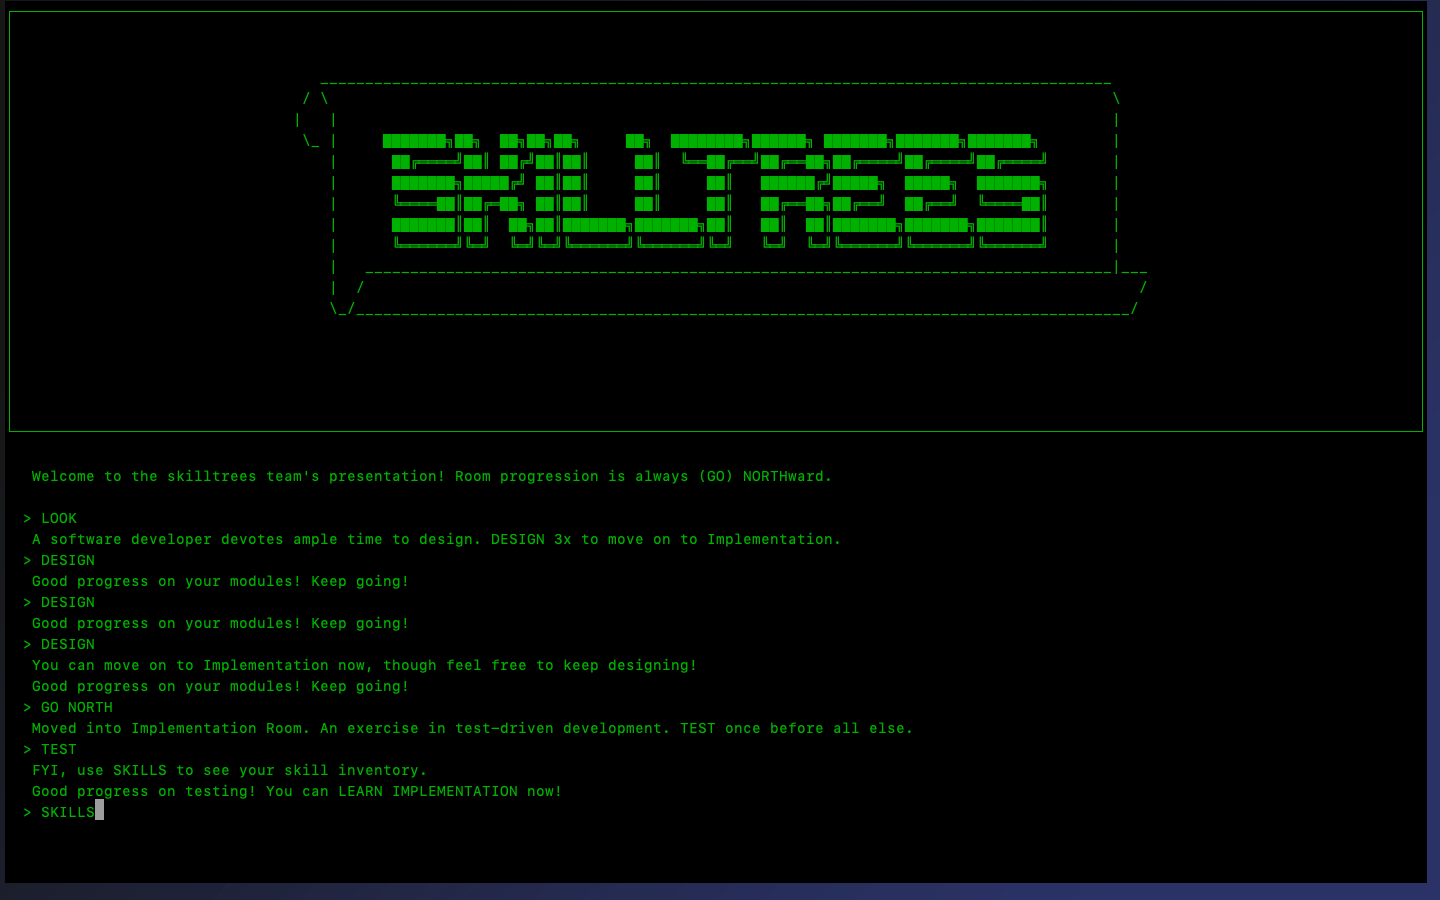 SKILLTREES
Welcome to the skilltrees team's presentation! Room progression is always (GO) NORTHward.
> LOOK
A software developer devotes ample time to design. DESIGN 3x to move on to Implementation.
> DESIGN
Good progress on your modules! Keep going!
> DESIGN
Good progress on your modules! Keep going!
> DESIGN
You can move on to Implementation now, though feel free to keep designing!
Good progress on your modules! Keep going!
> GO NORTH
Moved into Implementation Room. An exercise in test-driven development. TEST once before all else.
> TEST
FYI, use SKILLS to see your skill inventory.
Good progress on testing! You can LEARN IMPLEMENTATION now!
> SKILLS